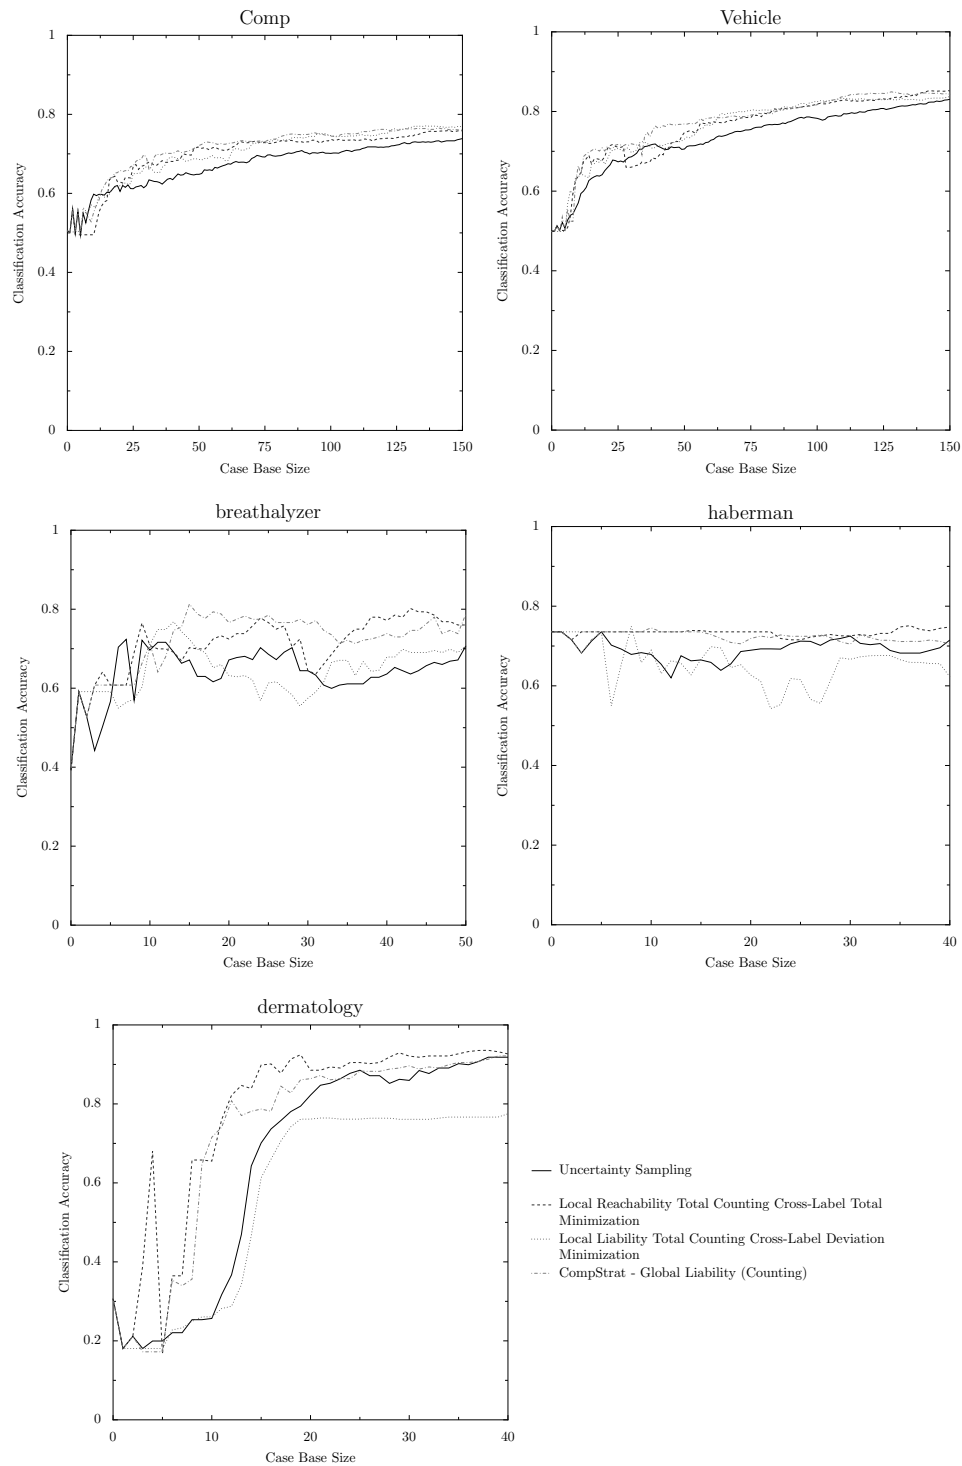 Comp
1
0.8
0.6
0.4
0.2
0
Classification Accuracy
0 25 50 75 100 125 150
Case Base Size
Vehicle
1
0.8
0.6
0.4
0.2
0
Classification Accuracy
0 25 50 75 100 125 150
Case Base Size
breathalyzer
1
0.8
0.6
0.4
0.2
0
Classification Accuracy
0 10 20 30 40 50
Case Base Size
haberman
1
0.8
0.6
0.4
0.2
0
Classification Accuracy
0 10 20 30 40
Case Base Size
dermatology
1
0.8
0.6
0.4
0.2
0
Classification Accuracy
0 10 20 30 40
Case Base Size
Uncertainty Sampling
Local Reachability Total Counting Cross-Label Total
Minimization
Local Liability Total Counting Cross-Label Deviation
Minimization
CompStrat - Global Liability (Counting)